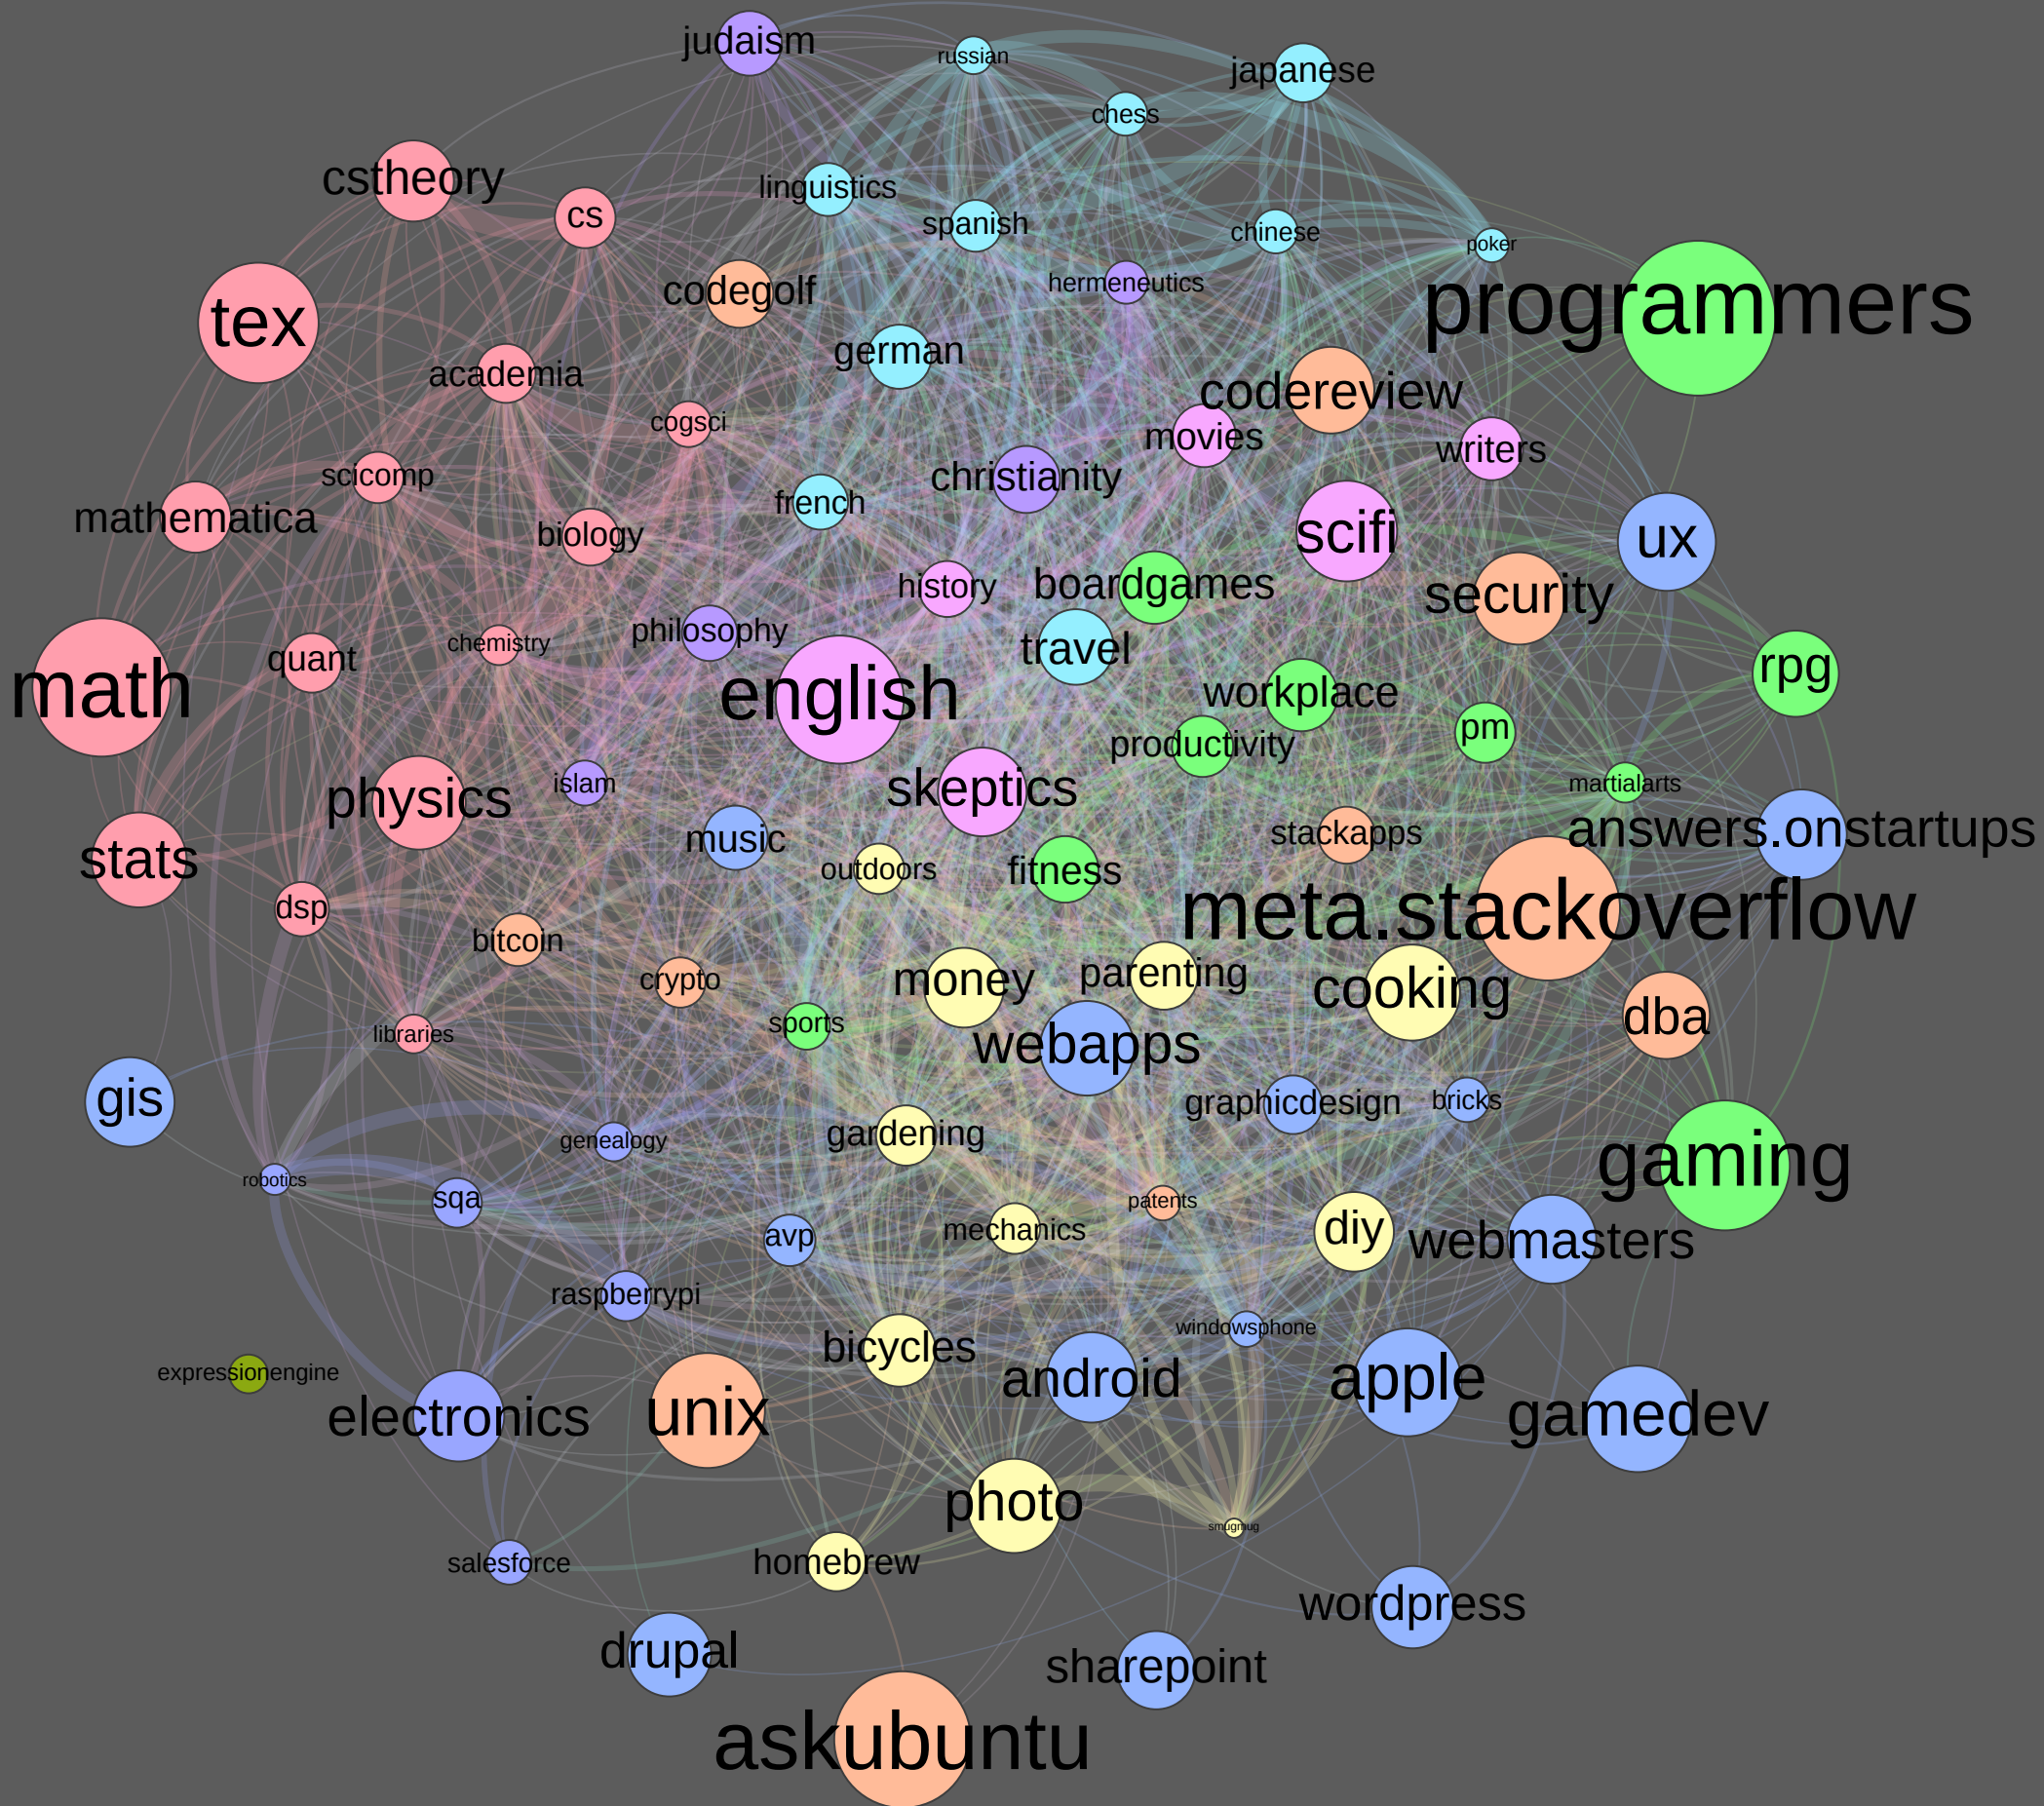 judaism
russian
japanese
chess
cstheory
linguistics
cs
spanish
chinese
poker
hermeneutics
codegolf
programmers
tex
german
academia
codereview
cogsci
movies
writers
scicomp
christianity
mathematica
french
biology
scifi
ux
history
boardgames
security
philosophy
chemistry
quant
travel
rpg
math
english
workplace
pm
productivity
islam
martialarts
physics
skeptics
music
stackapps
answers.onstartups
stats
outdoors
fitness
dsp
meta.stackoverflow
bitcoin
crypto
money
parenting
cooking
sports
dba
libraries
webapps
gis
graphicdesign
bricks
gardening
genealogy
gaming
robotics
sqa
patents
mechanics
diy
avp
webmasters
raspberrypi
windowsphone
bicycles
expressionengine
android
apple
electronics
unix
gamedev
photo
smugmug
salesforce
homebrew
wordpress
drupal
sharepoint
askubuntu